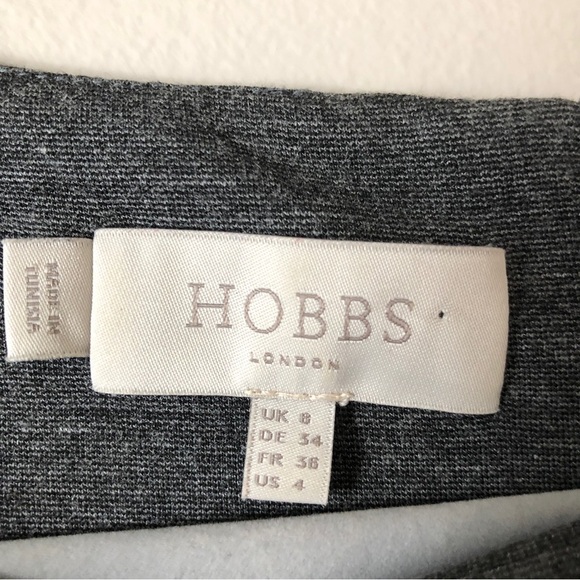 MADE IN
TUNISIA
HOBBS
LONDON
UK 8
DE 34
FR 36
US 4